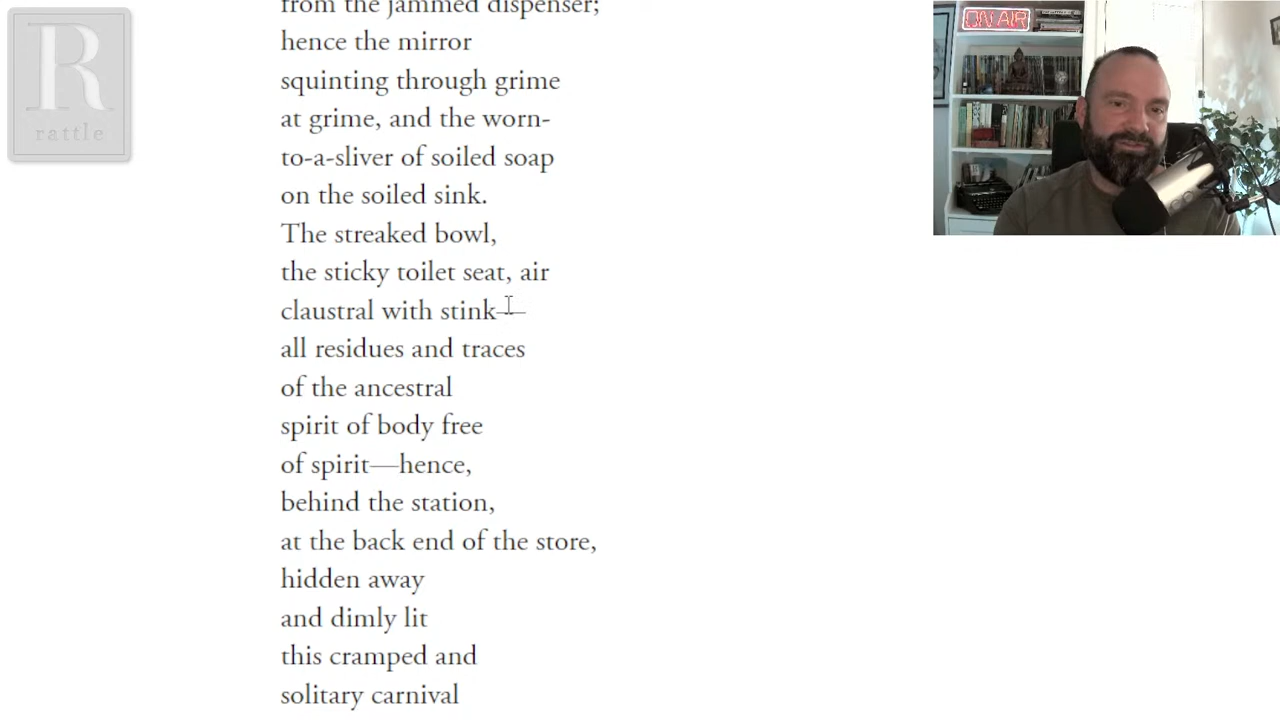 R
rattle
ON AIR
from the jammed dispenser;
hence the mirror
squinting through grime
at grime, and the worn-
to-a-sliver of soiled soap
on the soiled sink.
The streaked bowl,
the sticky toilet seat, air
claustral with stink—
all residues and traces
of the ancestral
spirit of body free
of spirit—hence,
behind the station,
at the back end of the store,
hidden away
and dimly lit
this cramped and
solitary carnival